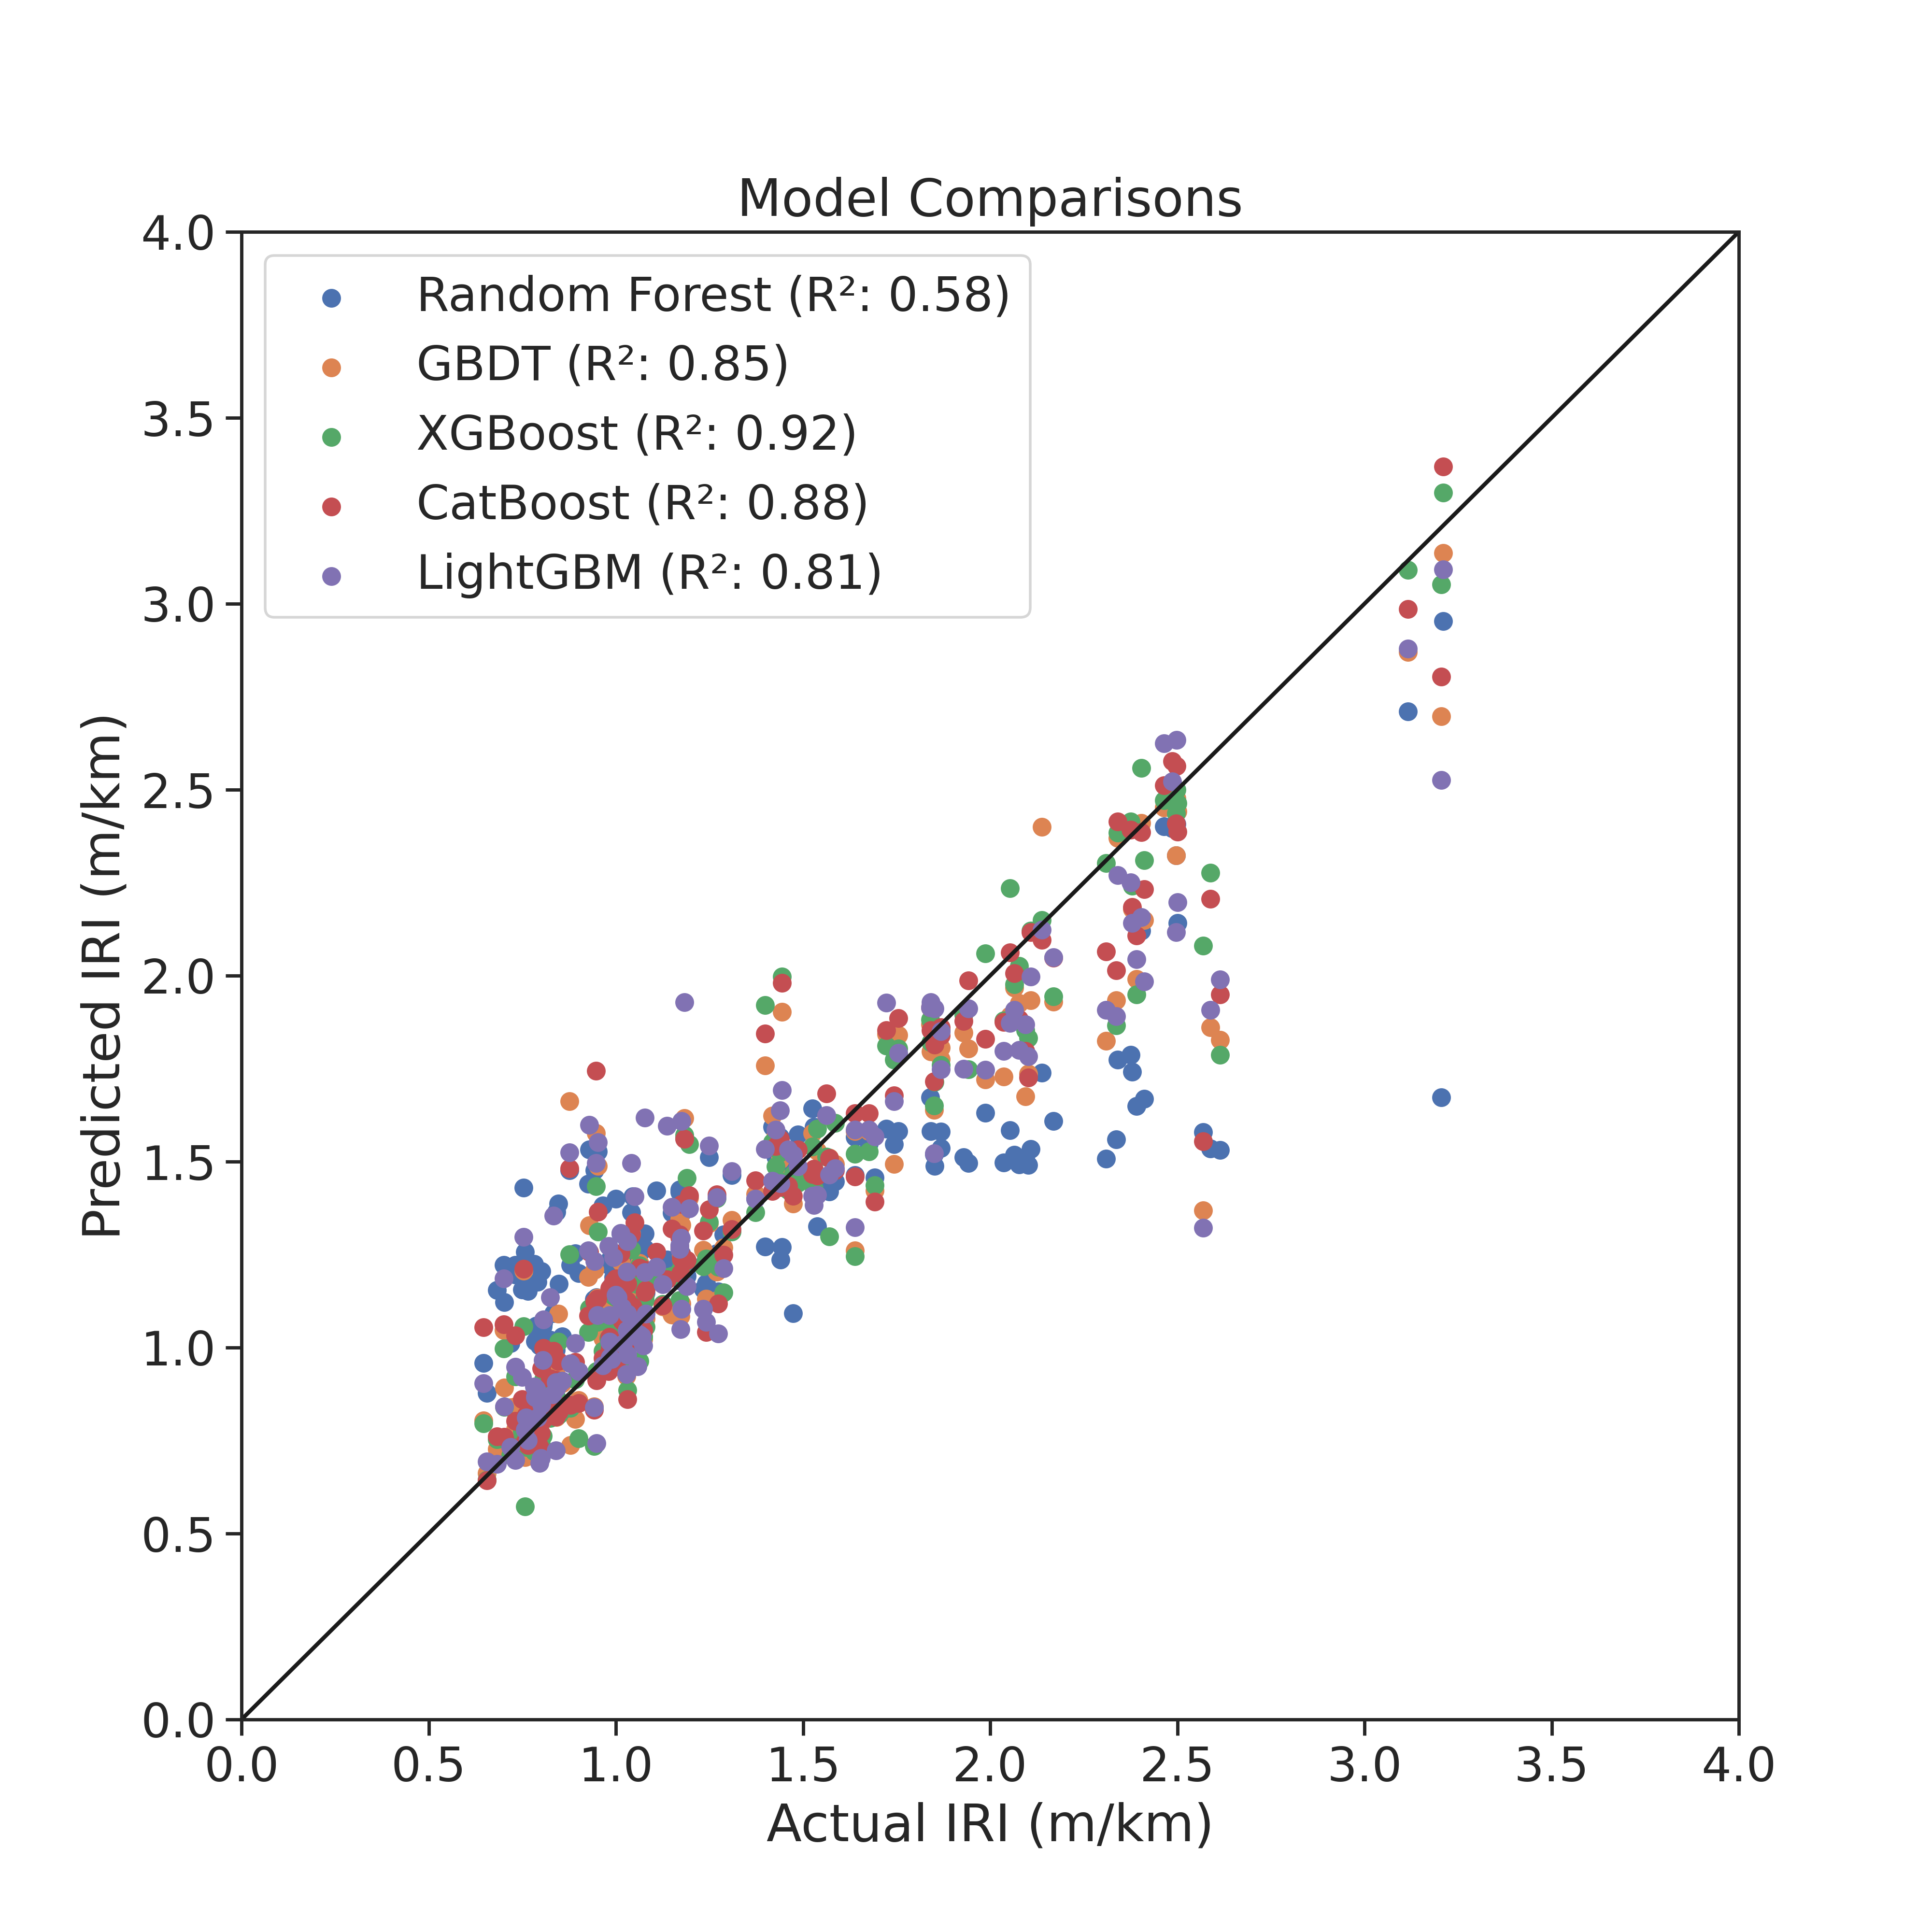 Model Comparisons
Random Forest (R²: 0.58)
GBDT (R²: 0.85)
XGBoost (R²: 0.92)
CatBoost (R²: 0.88)
LightGBM (R²: 0.81)
Predicted IRI (m/km)
4.0
3.5
3.0
2.5
2.0
1.5
1.0
0.5
0.0
0.0 0.5 1.0 1.5 2.0 2.5 3.0 3.5 4.0
Actual IRI (m/km)